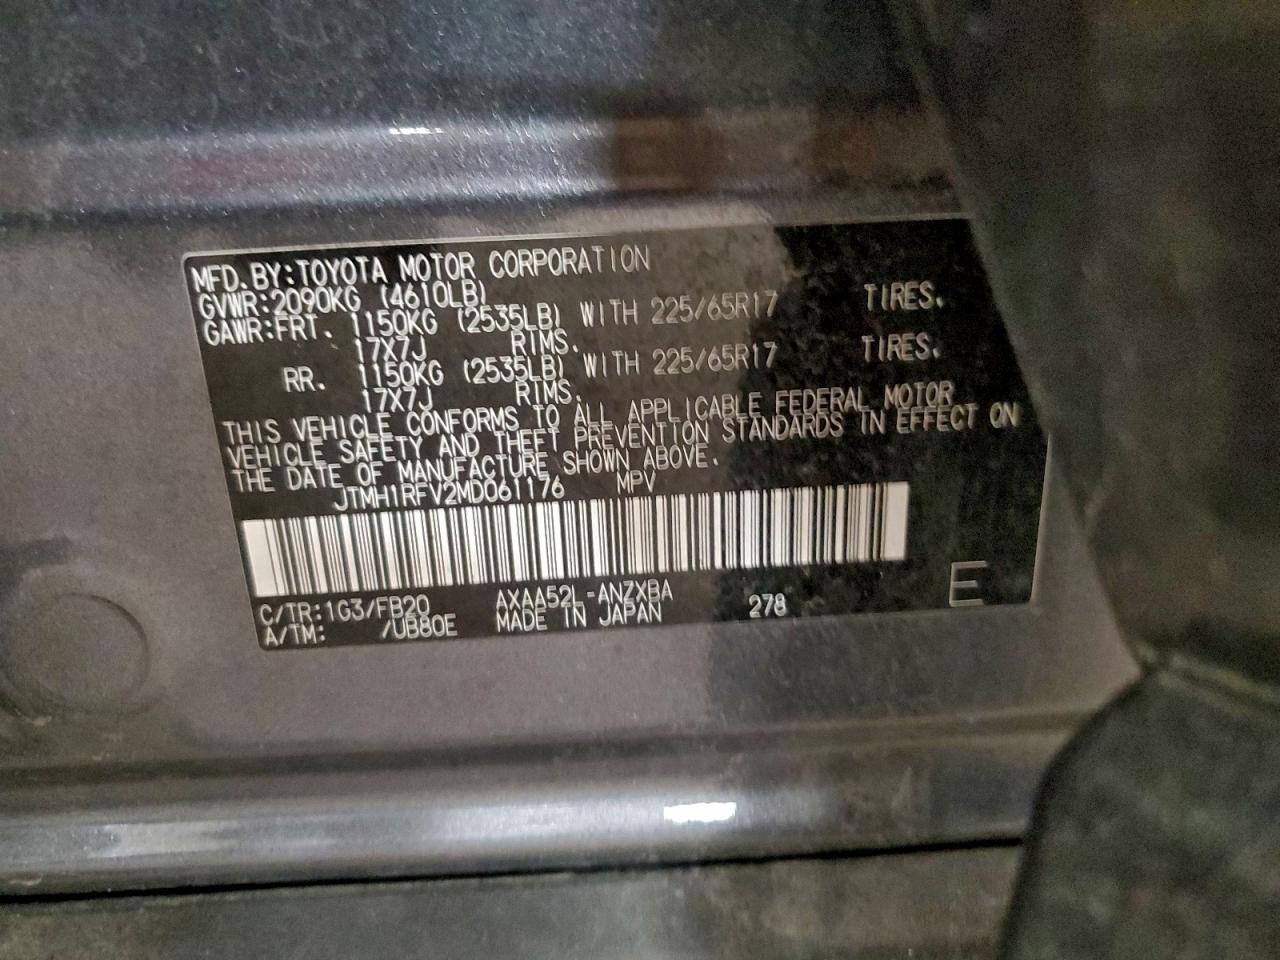 MFD.BY:TOYOTA MOTOR CORPORATION
GVWR:2090KG (4610LB)
GAWR:FRT. 1150KG (2535LB) WITH 225/65R17 TIRES.
17X7J RIMS.
RR. 1150KG (2535LB) WITH 225/65R17 TIRES.
17X7J RIMS.
THIS VEHICLE CONFORMS TO ALL APPLICABLE FEDERAL MOTOR
VEHICLE SAFETY AND THEFT PREVENTION STANDARDS IN EFFECT ON
THE DATE OF MANUFACTURE SHOWN ABOVE.
JTMH1RFV2MD061176 MPV
C/TR:1G3/FB20 AXAA52L-ANZXBA 278 E
A/TM: /UB80E MADE IN JAPAN